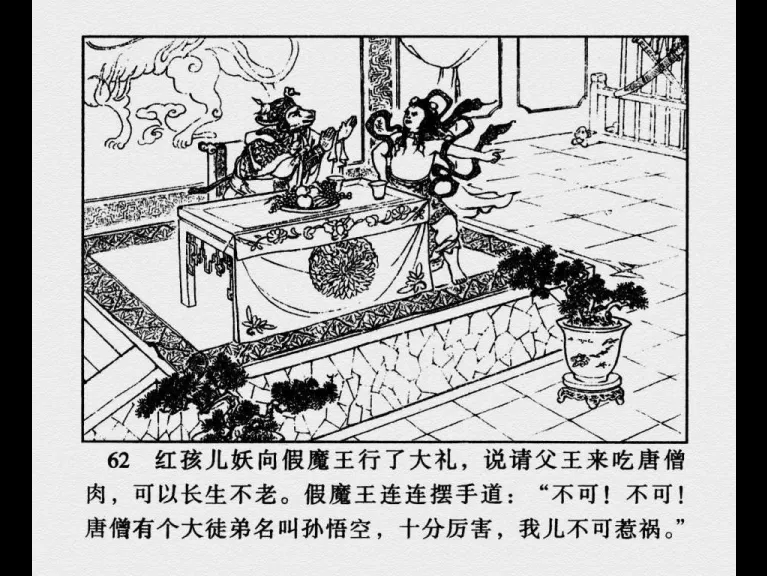 62 红孩儿妖向假魔王行了大礼，说请父王来吃唐僧
肉，可以长生不老。假魔王连连摆手道：“不可！不可！
唐僧有个大徒弟名叫孙悟空，十分厉害，我儿不可惹祸。”